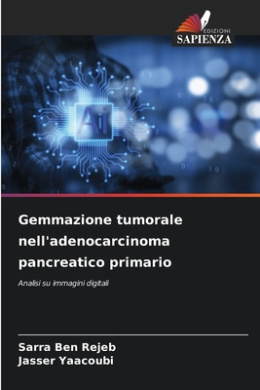 EDIZIONI
SAPIENZA
Ai
Gemmazione tumorale
nell'adenocarcinoma
pancreatico primario
Analisi su immagini digitali
Sarra Ben Rejeb
Jasser Yaacoubi